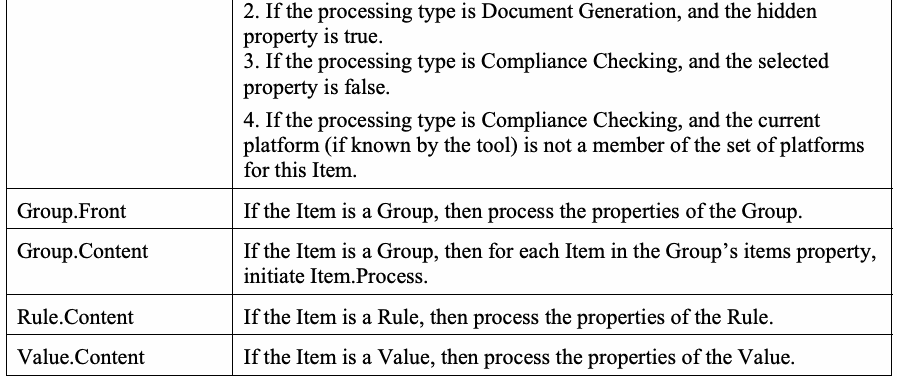 2. If the processing type is Document Generation, and the hidden
property is true.
3. If the processing type is Compliance Checking, and the selected
property is false.
4. If the processing type is Compliance Checking, and the current
platform (if known by the tool) is not a member of the set of platforms
for this Item.
Group.Front
If the Item is a Group, then process the properties of the Group.
Group.Content
If the Item is a Group, then for each Item in the Group’s items property,
initiate Item.Process.
Rule.Content
If the Item is a Rule, then process the properties of the Rule.
Value.Content
If the Item is a Value, then process the properties of the Value.